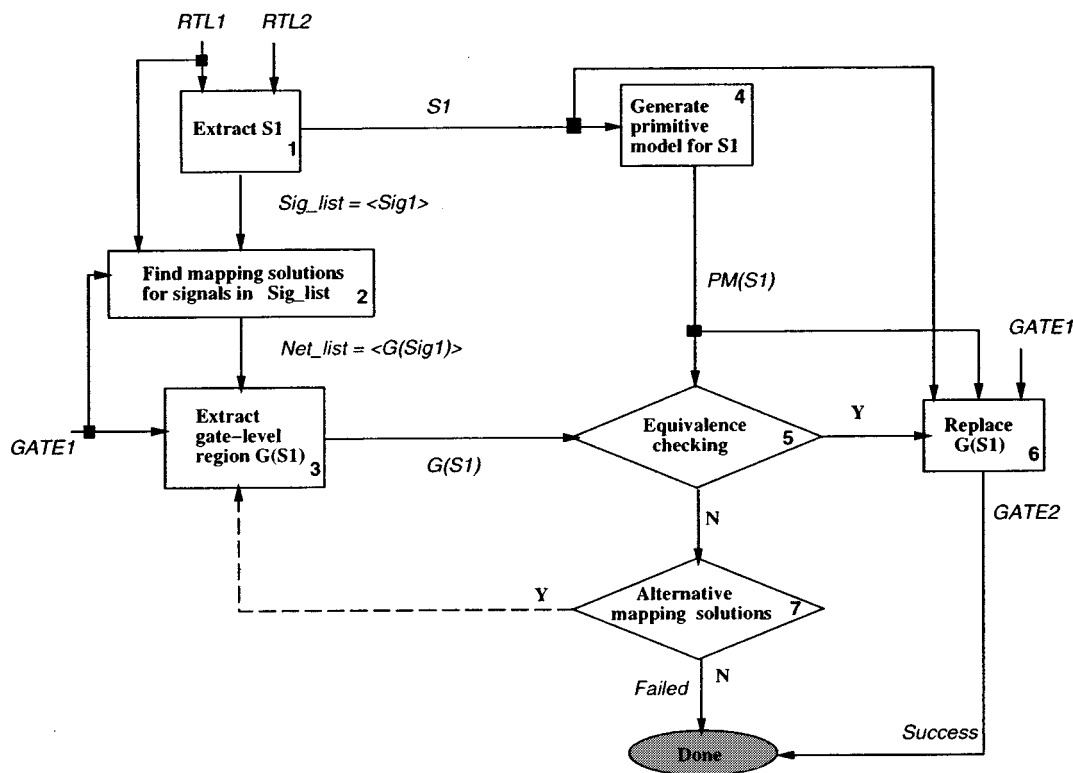 RTL1
RTL2
Extract S1
1
S1
Generate
primitive
model for S1
4
Sig_list = <Sig1>
Find mapping solutions
for signals in Sig_list
2
PM(S1)
Net_list = <G(Sig1)>
GATE1
Extract
gate-level
region G(S1)
3
GATE1
G(S1)
Equivalence
checking
5
Y
Replace
G(S1)
6
N
GATE2
Y
Alternative
mapping solutions
7
Failed
N
Success
Done